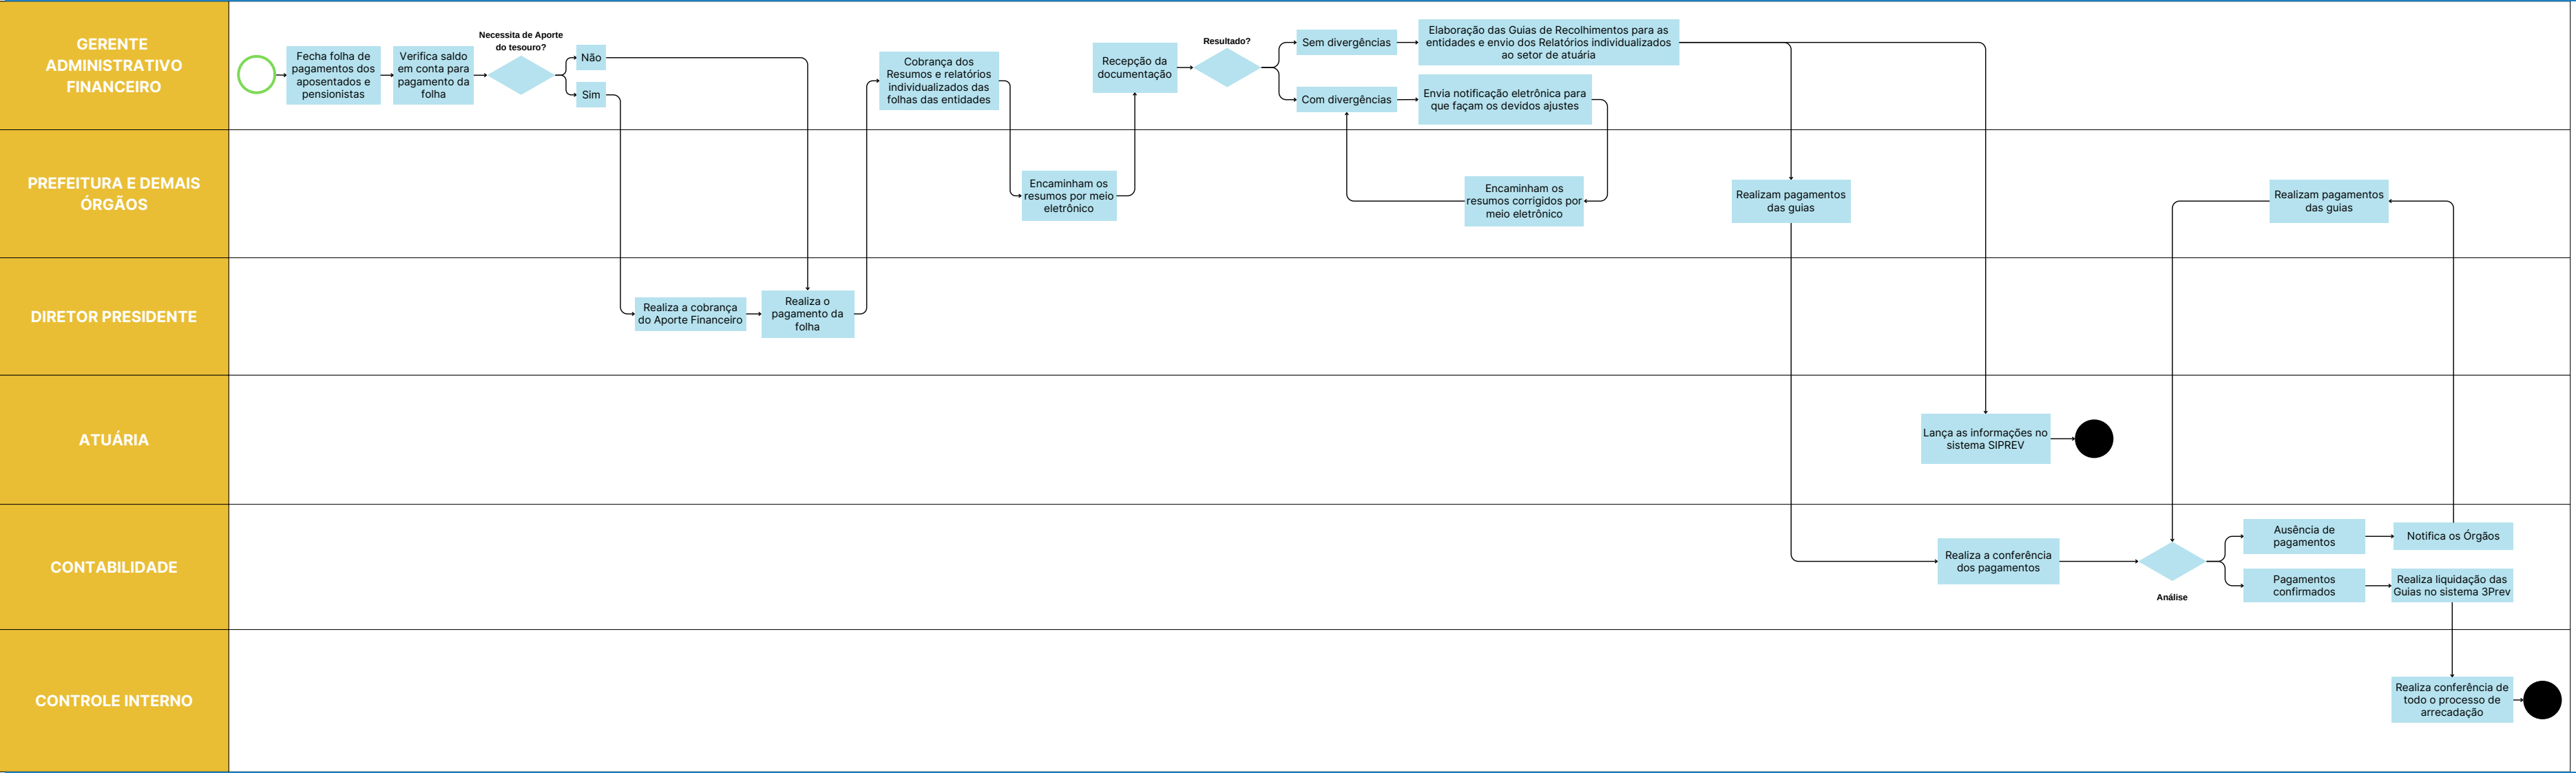 GERENTE
ADMINISTRATIVO
FINANCEIRO
Fecha folha de
pagamentos dos
aposentados e
pensionistas
Verifica saldo
em conta para
pagamento da
folha
Necessita de Aporte
do tesouro?
Não
Sim
Cobrança dos
Resumos e relatórios
individualizados das
folhas das entidades
Recepção da
documentação
Resultado?
Sem divergências
Com divergências
Elaboração das Guias de Recolhimentos para as
entidades e envio dos Relatórios individualizados
ao setor de atuária
Envia notificação eletrônica para
que façam os devidos ajustes
PREFEITURA E DEMAIS
ÓRGÃOS
Encaminham os
resumos por meio
eletrônico
Encaminham os
resumos corrigidos por
meio eletrônico
Realizam pagamentos
das guias
Realizam pagamentos
das guias
DIRETOR PRESIDENTE
Realiza a cobrança
do Aporte Financeiro
Realiza o
pagamento da
folha
ATUÁRIA
Lança as informações no
sistema SIPREV
CONTABILIDADE
Realiza a conferência
dos pagamentos
Análise
Ausência de
pagamentos
Notifica os Órgãos
Pagamentos
confirmados
Realiza liquidação das
Guias no sistema 3Prev
CONTROLE INTERNO
Realiza conferência de
todo o processo de
arrecadação